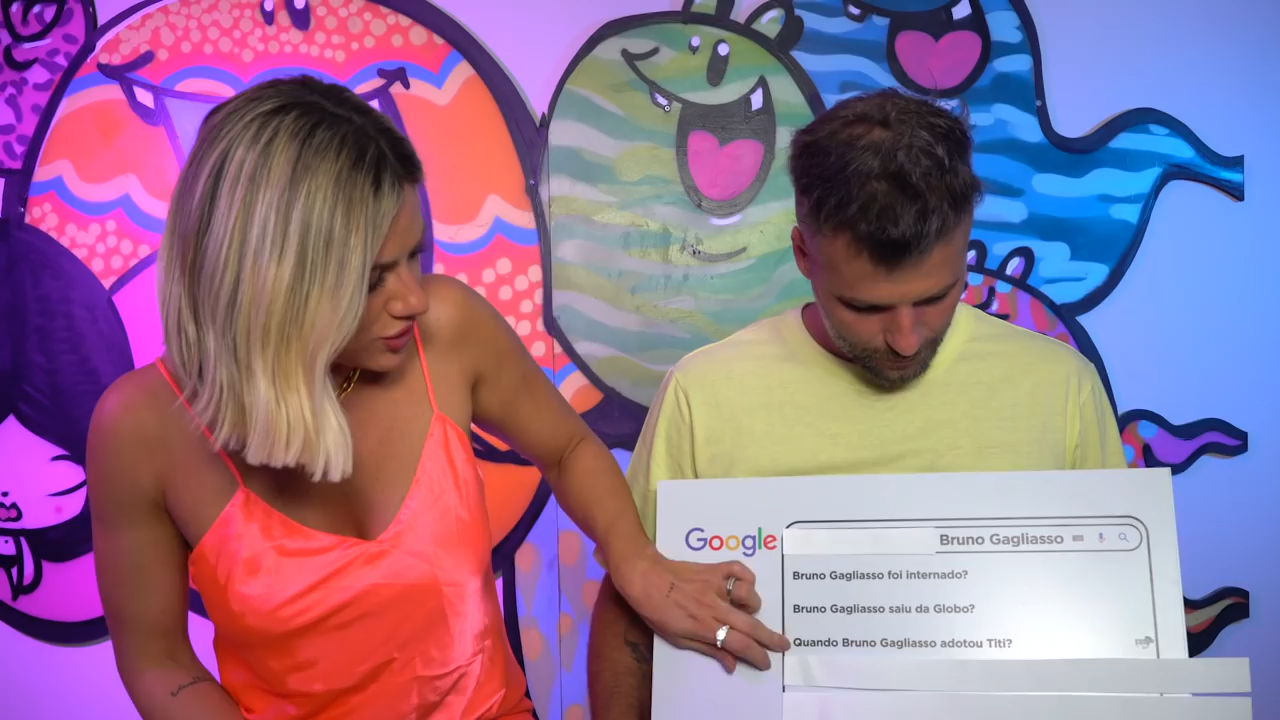 Google Bruno Gagliasso
Bruno Gagliasso foi internado?
Bruno Gagliasso saiu da Globo?
Quando Bruno Gagliasso adotou Titi?